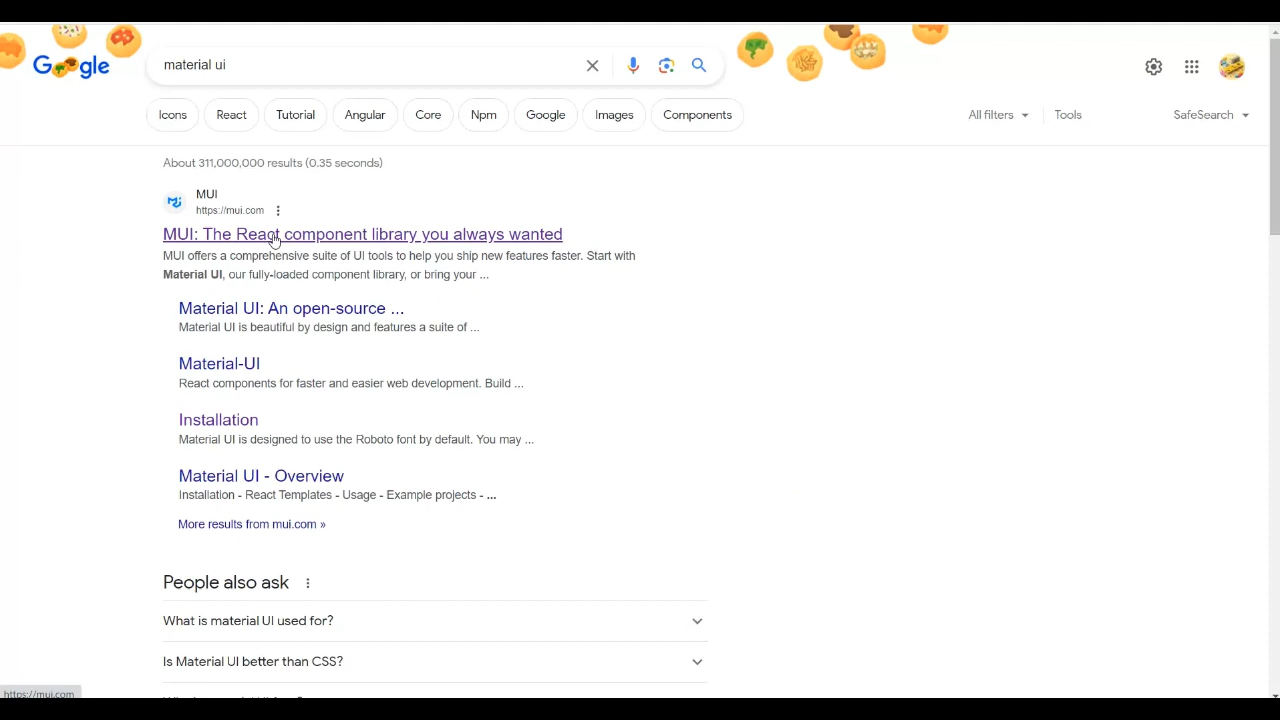 Google
material ui
Icons
React
Tutorial
Angular
Core
Npm
Google
Images
Components
All filters
Tools
SafeSearch
About 311,000,000 results (0.35 seconds)
MUI
https://mui.com
MUI: The React component library you always wanted
MUI offers a comprehensive suite of UI tools to help you ship new features faster. Start with
Material UI, our fully-loaded component library, or bring your ...
Material UI: An open-source ...
Material UI is beautiful by design and features a suite of ...
Material-UI
React components for faster and easier web development. Build ...
Installation
Material UI is designed to use the Roboto font by default. You may ...
Material UI - Overview
Installation - React Templates - Usage - Example projects - ...
More results from mui.com »
People also ask
What is material UI used for?
Is Material UI better than CSS?
https://mui.com